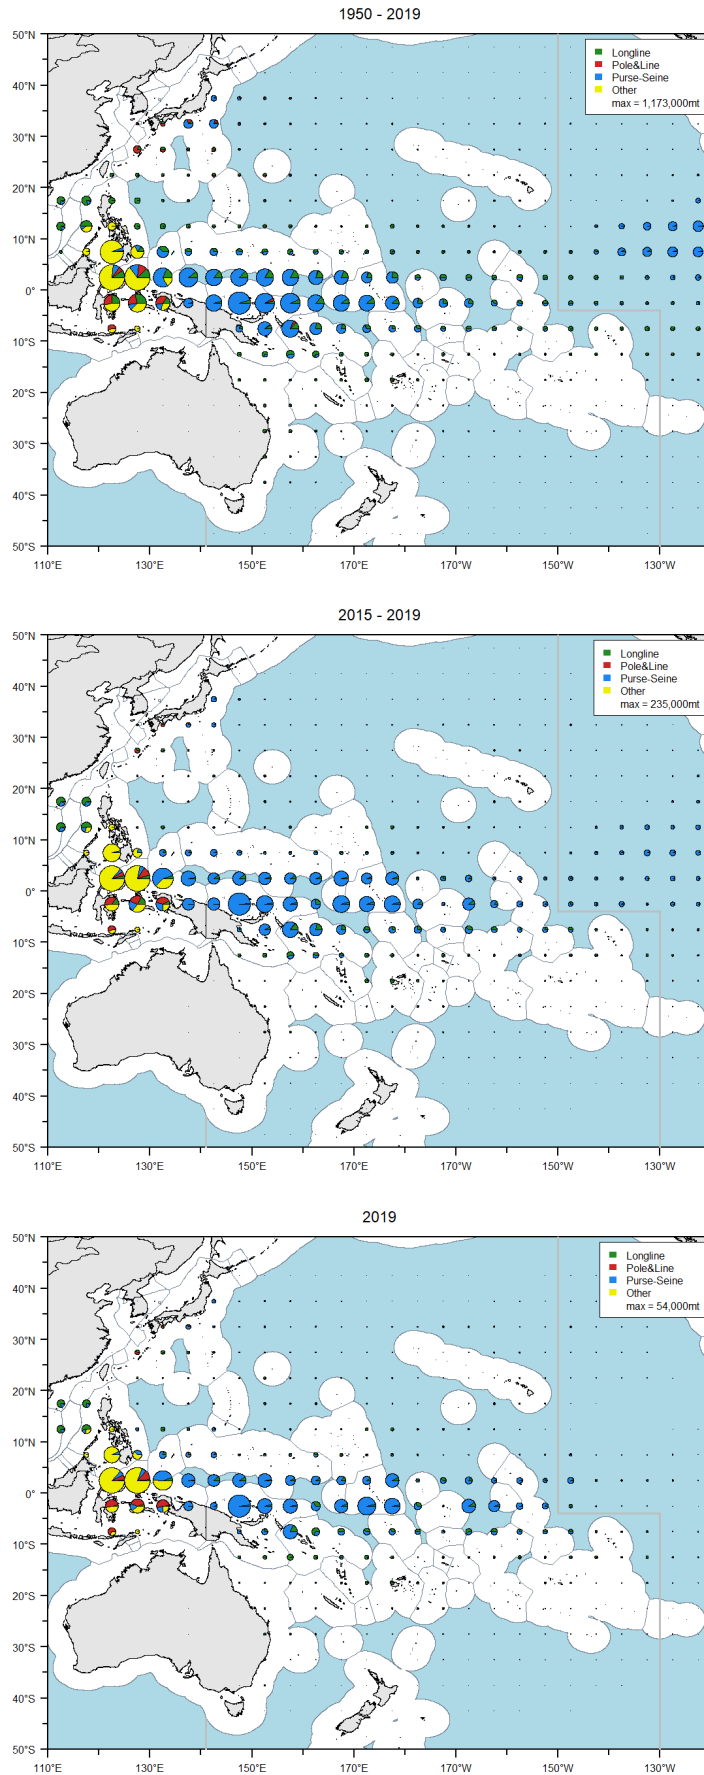 1950 - 2019
50°N
40°N
30°N
20°N
10°N
0°
10°S
20°S
30°S
40°S
50°S
110°E
130°E
150°E
170°E
170°W
150°W
130°W
Longline
Pole&Line
Purse-Seine
Other
max = 1,173,000mt
2015 - 2019
50°N
40°N
30°N
20°N
10°N
0°
10°S
20°S
30°S
40°S
50°S
110°E
130°E
150°E
170°E
170°W
150°W
130°W
Longline
Pole&Line
Purse-Seine
Other
max = 235,000mt
2019
50°N
40°N
30°N
20°N
10°N
0°
10°S
20°S
30°S
40°S
50°S
110°E
130°E
150°E
170°E
170°W
150°W
130°W
Longline
Pole&Line
Purse-Seine
Other
max = 54,000mt